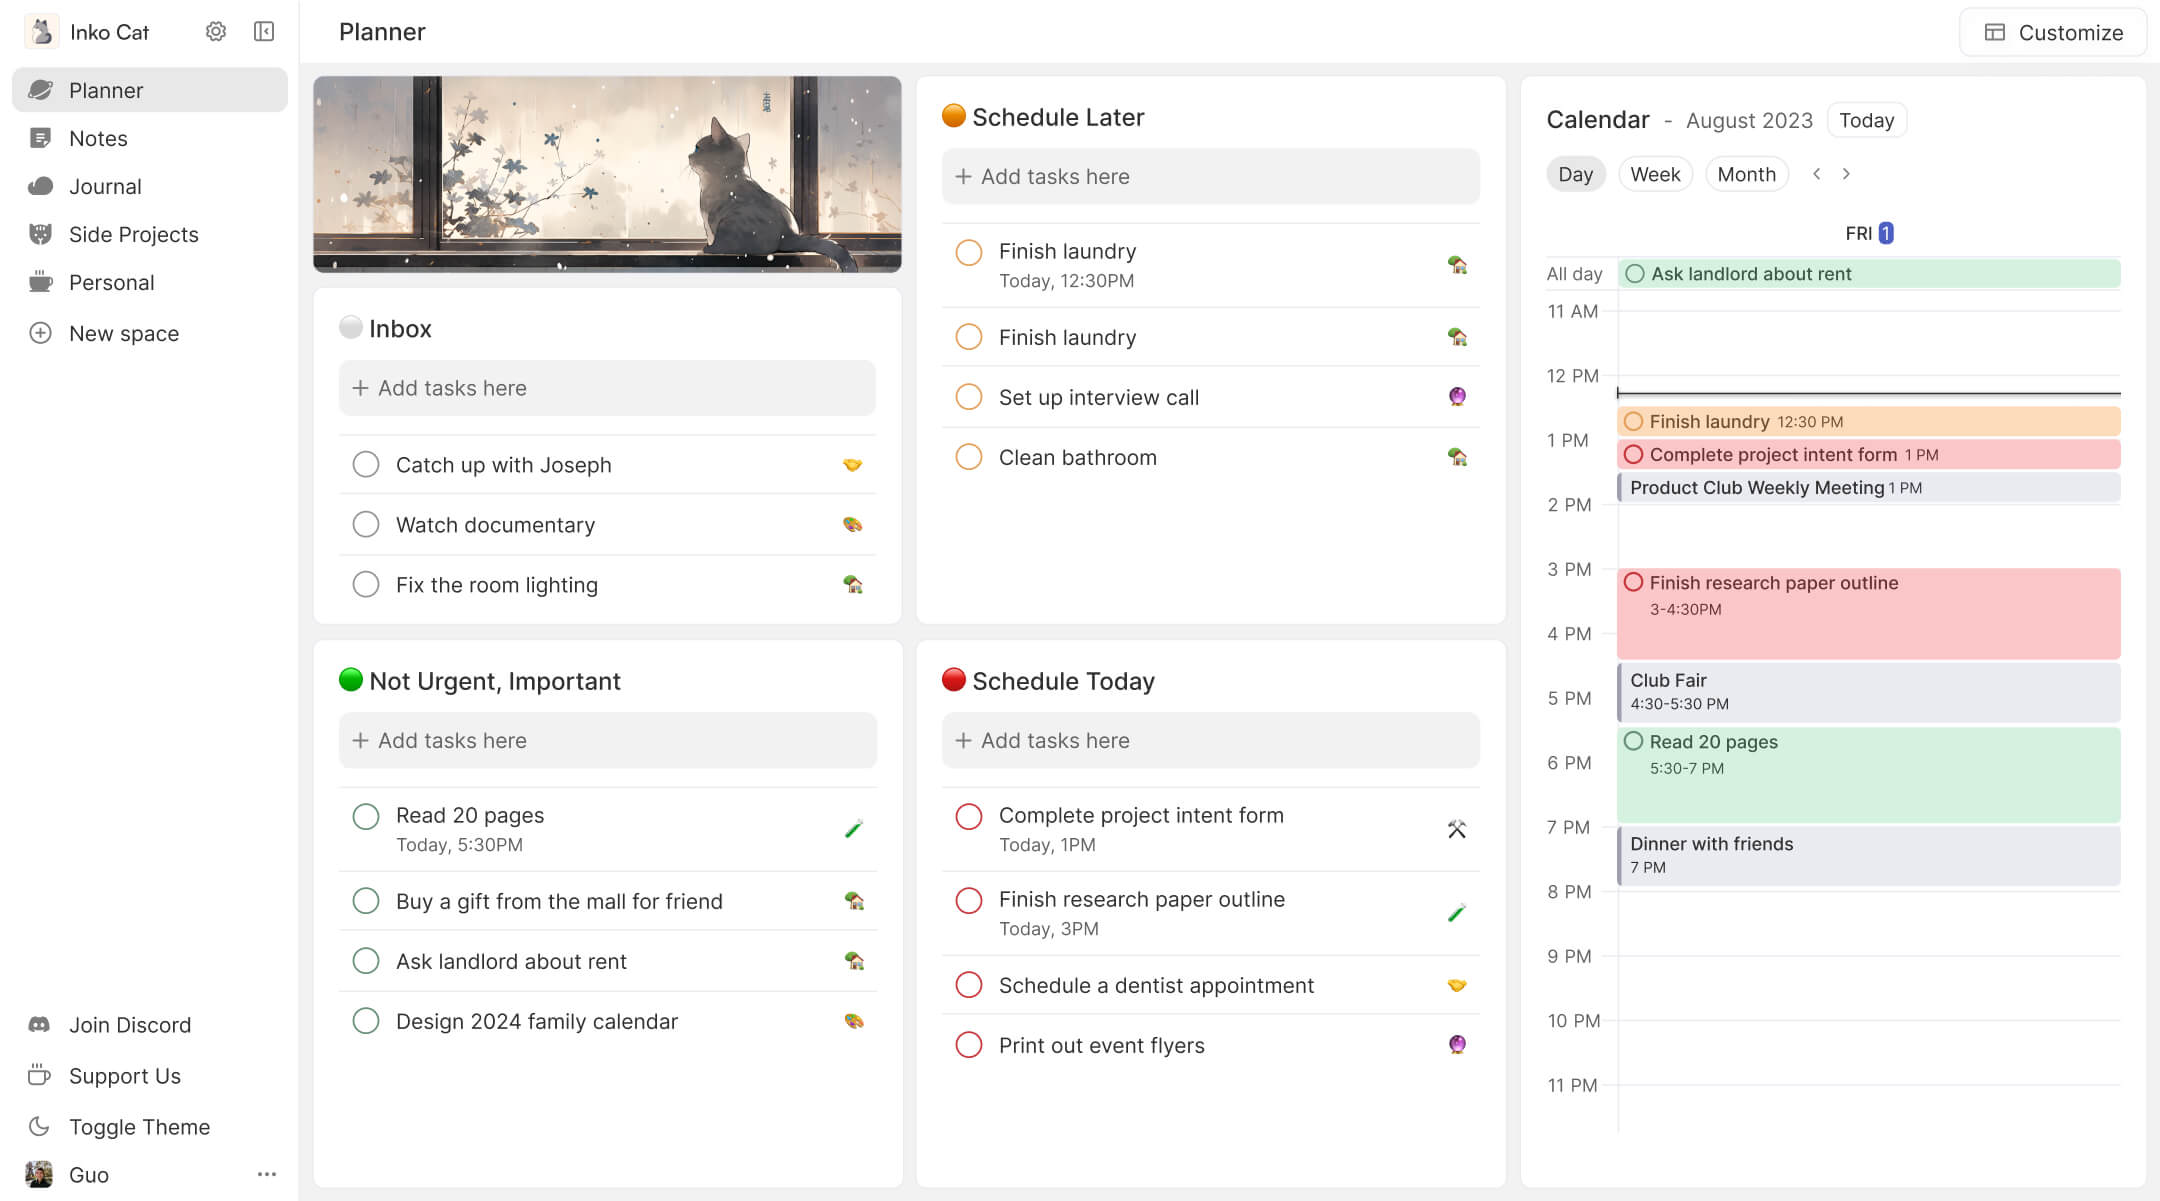 Inko Cat
Planner
Notes
Journal
Side Projects
Personal
New space
Join Discord
Support Us
Toggle Theme
Guo
Planner
Customize
Inbox
Add tasks here
Catch up with Joseph
Watch documentary
Fix the room lighting
Schedule Later
Add tasks here
Finish laundry
Today, 12:30PM
Finish laundry
Set up interview call
Clean bathroom
Not Urgent, Important
Add tasks here
Read 20 pages
Today, 5:30PM
Buy a gift from the mall for friend
Ask landlord about rent
Design 2024 family calendar
Schedule Today
Add tasks here
Complete project intent form
Today, 1PM
Finish research paper outline
Today, 3PM
Schedule a dentist appointment
Print out event flyers
Calendar - August 2023 Today
Day Week Month
FRI 1
All day Ask landlord about rent
11 AM
12 PM
Finish laundry 12:30 PM
1 PM
Complete project intent form 1 PM
Product Club Weekly Meeting 1 PM
2 PM
3 PM
Finish research paper outline
3-4:30PM
4 PM
Club Fair
5 PM
4:30-5:30 PM
Read 20 pages
6 PM
5:30-7 PM
7 PM
Dinner with friends
7 PM
8 PM
9 PM
10 PM
11 PM